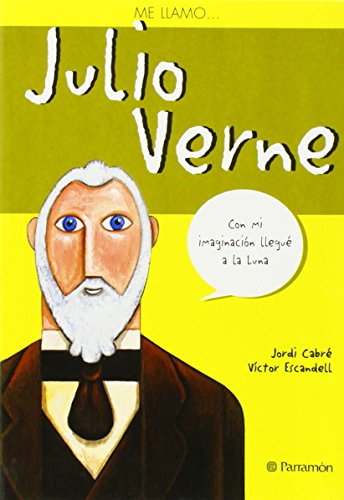 ME LLAMO...
Julio
Verne
Con mi
imaginación llegué
a la Luna
Jordi Cabré
Víctor Escandell
Parramón